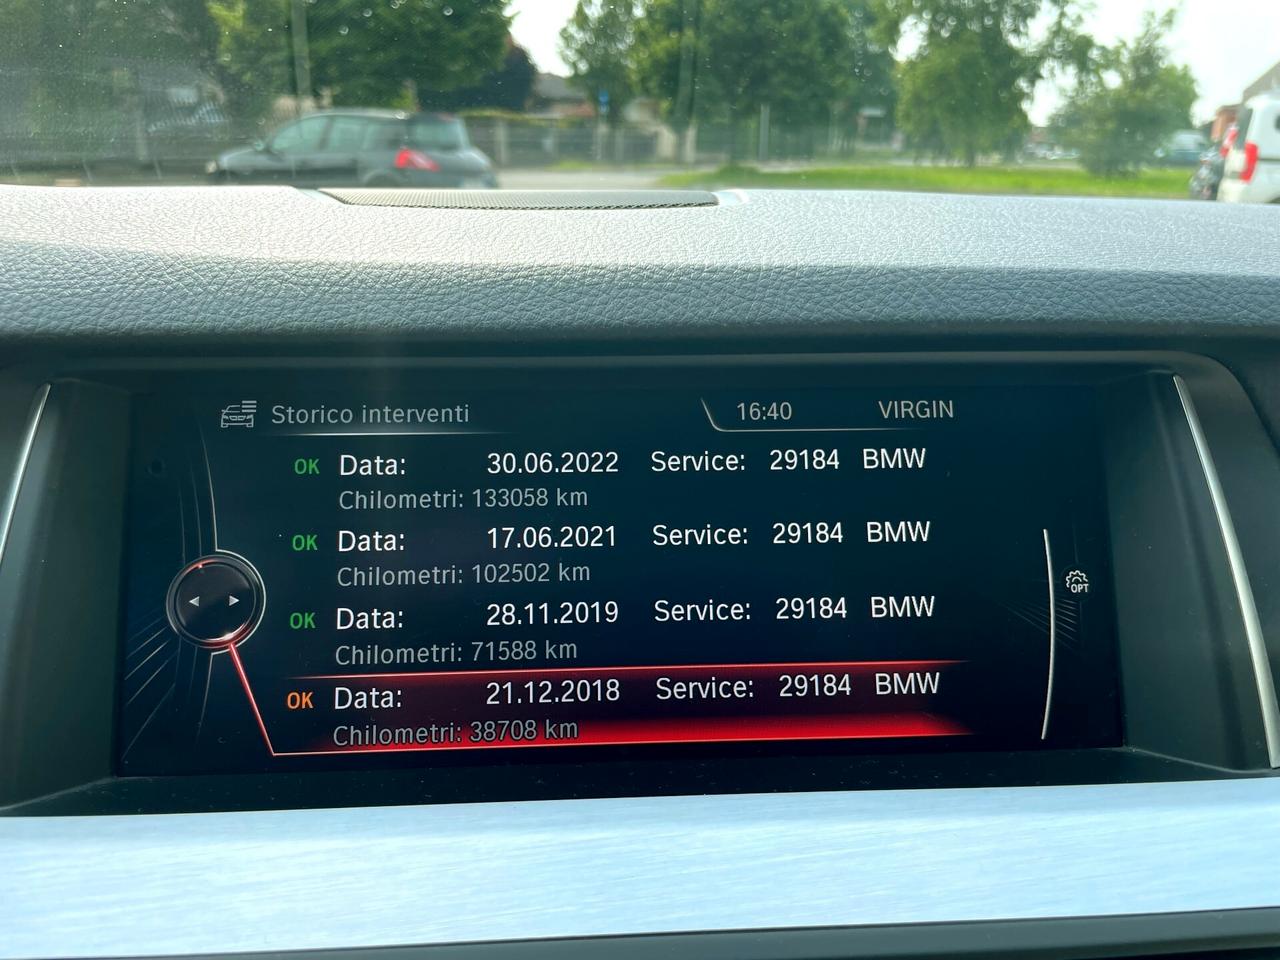 Storico interventi 16:40 VIRGIN
OK Data: 30.06.2022 Service: 29184 BMW
Chilometri: 133058 km
OK Data: 17.06.2021 Service: 29184 BMW
Chilometri: 102502 km
OK Data: 28.11.2019 Service: 29184 BMW
Chilometri: 71588 km
OK Data: 21.12.2018 Service: 29184 BMW
Chilometri: 38708 km
OPT